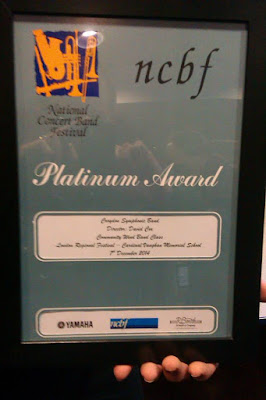 ncbf
National
Concert Band
Festival
Platinum Award
Croydon Symphonic Band
Director: David Cox
Community Wind Band Class
London Regional Festival - Cardinal Vaughan Memorial School
7th December 2014
YAMAHA
ncbf